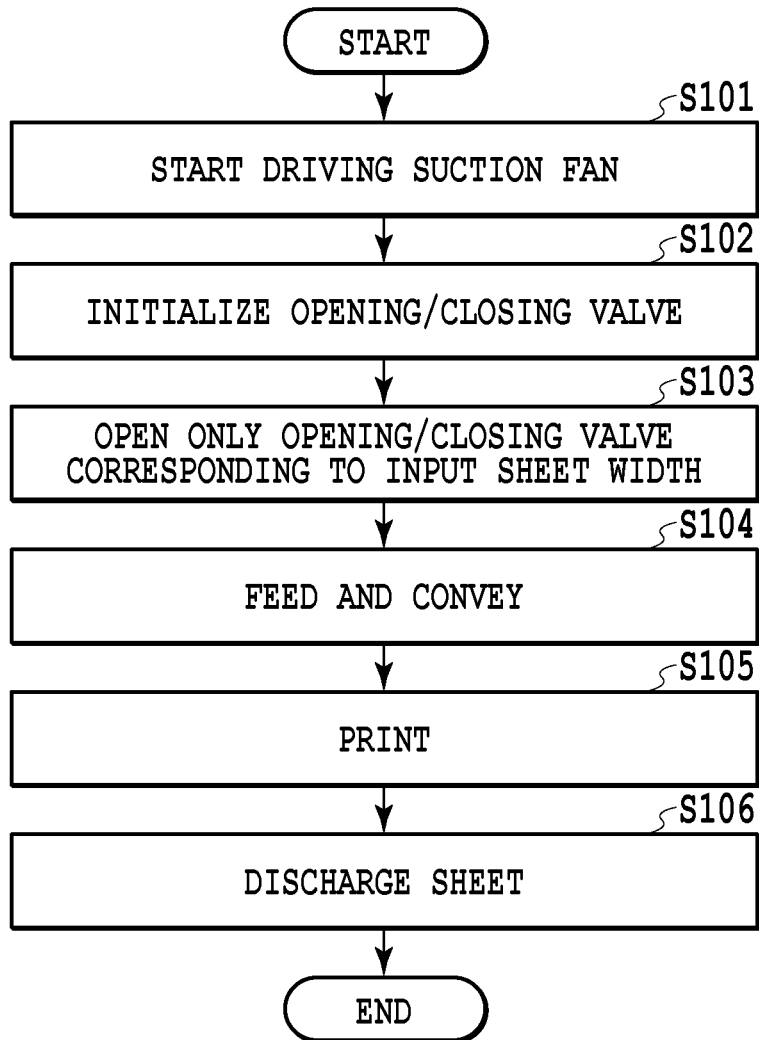 START
S101
START DRIVING SUCTION FAN
S102
INITIALIZE OPENING/CLOSING VALVE
S103
OPEN ONLY OPENING/CLOSING VALVE
CORRESPONDING TO INPUT SHEET WIDTH
S104
FEED AND CONVEY
S105
PRINT
S106
DISCHARGE SHEET
END